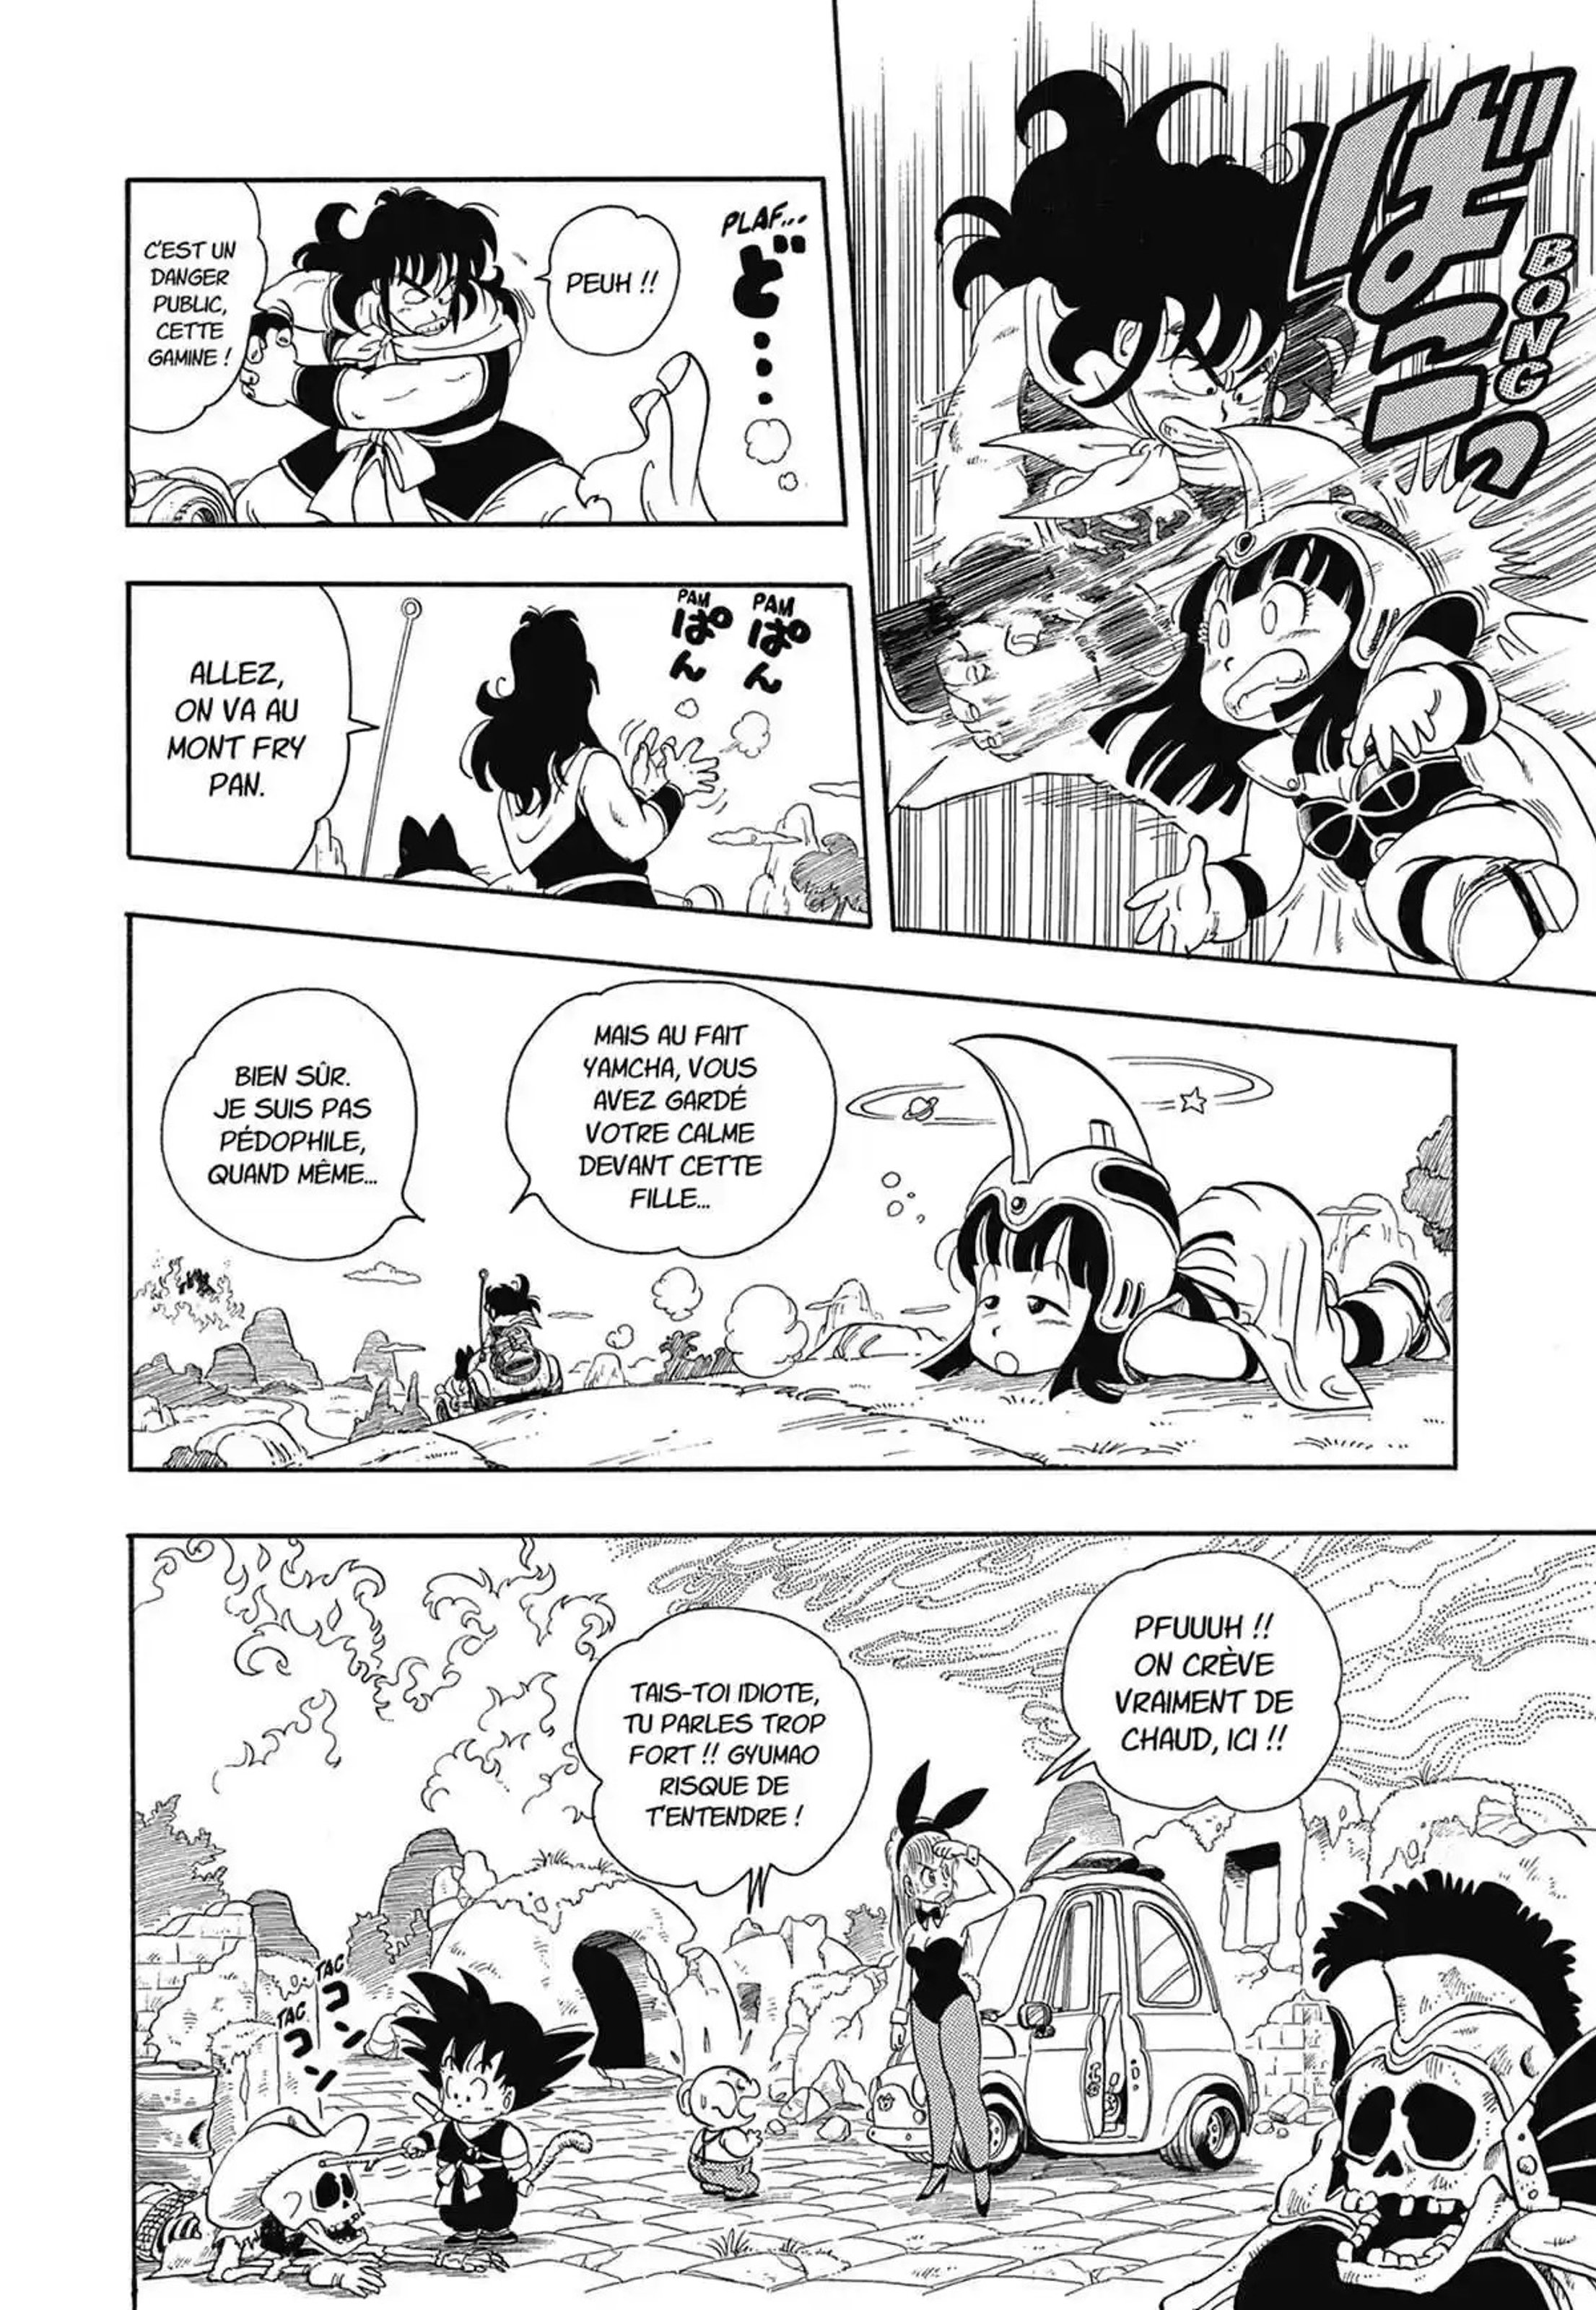 ばこっ
BONG
PLAF...
ど...
PEUH !!
C'EST UN
DANGER
PUBLIC,
CETTE
GAMINE !
PAM
ぱん
PAM
ぱん
ALLEZ,
ON VA AU
MONT FRY
PAN.
MAIS AU FAIT
YAMCHA, VOUS
AVEZ GARDÉ
VOTRE CALME
DEVANT CETTE
FILLE...
BIEN SÛR.
JE SUIS PAS
PÉDOPHILE,
QUAND MÊME...
PFUUUH !!
ON CRÈVE
VRAIMENT DE
CHAUD, ICI !!
TAIS-TOI IDIOTE,
TU PARLES TROP
FORT !! GYUMAO
RISQUE DE
T'ENTENDRE !
TAC
コン
TAC
コン